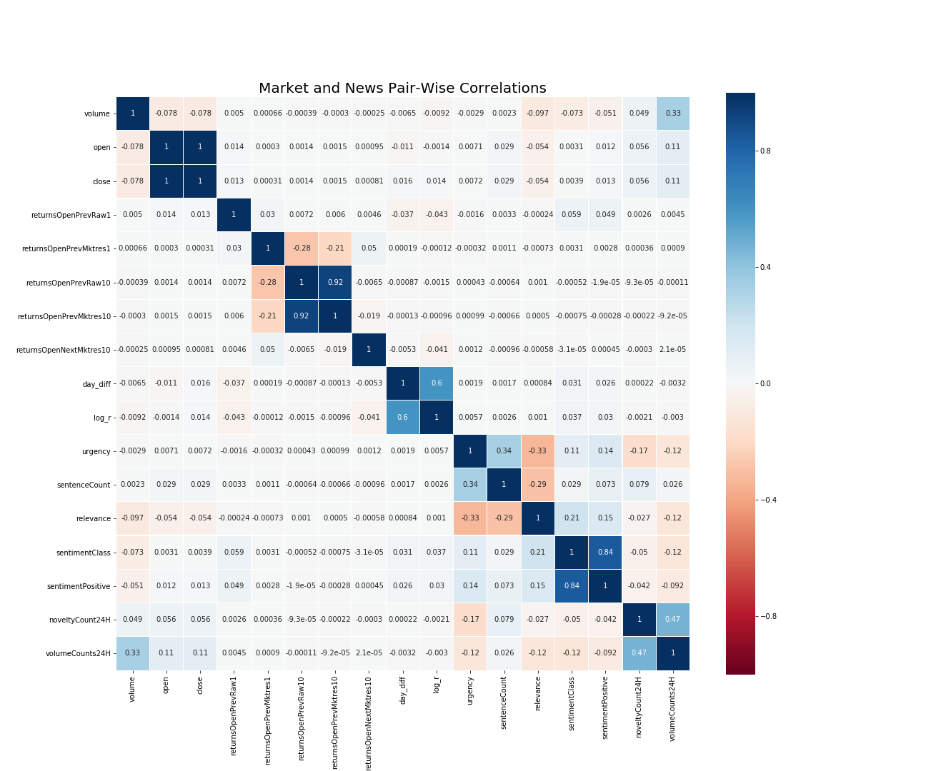 Market and News Pair-Wise Correlations
volume 1 -0.078 -0.078 0.005 0.00066 -0.00039 -0.0003 -0.00025 -0.0065 -0.0092 -0.0029 0.0023 -0.097 -0.073 -0.051 0.049 0.33
open -0.078 1 1 0.014 0.0003 0.0014 0.0015 0.00095 -0.011 -0.0014 0.0071 0.029 -0.054 0.0031 0.012 0.056 0.11
close -0.078 1 1 0.013 0.00031 0.0014 0.0015 0.00081 0.016 0.014 0.0072 0.029 -0.054 0.0039 0.013 0.056 0.11
returnsOpenPrevRaw1 0.005 0.014 0.013 1 0.03 0.0072 0.006 0.0046 -0.037 -0.043 -0.0016 0.0033 -0.00024 0.059 0.049 0.0026 0.0045
returnsOpenPrevMktres1 0.00066 0.0003 0.00031 0.03 1 -0.28 -0.21 0.05 0.00019 -0.00012 -0.00032 0.0011 -0.00073 0.0031 0.0028 0.00036 0.0009
returnsOpenPrevRaw10 -0.00039 0.0014 0.0014 0.0072 -0.28 1 0.92 -0.0065 -0.00087 -0.0015 0.00043 -0.00064 0.001 -0.00052 -1.9e-05 -9.3e-05 -0.00011
returnsOpenPrevMktres10 -0.0003 0.0015 0.0015 0.006 -0.21 0.92 1 -0.019 -0.00013 -0.00096 0.00099 -0.00066 0.0005 -0.00075 -0.00028 -0.00022 -9.2e-05
returnsOpenNextMktres10 -0.00025 0.00095 0.00081 0.0046 0.05 -0.0065 -0.019 1 -0.0053 -0.041 0.0012 -0.00096 -0.00058 -3.1e-05 0.00045 -0.0003 2.1e-05
day_diff -0.0065 -0.011 0.016 -0.037 0.00019 -0.00087 -0.00013 -0.0053 1 0.6 0.0019 0.0017 0.00084 0.031 0.026 0.00022 -0.0032
log_r -0.0092 -0.0014 0.014 -0.043 -0.00012 -0.0015 -0.00096 -0.041 0.6 1 0.0057 0.0026 0.001 0.037 0.03 -0.0021 -0.003
urgency -0.0029 0.0071 0.0072 -0.0016 -0.00032 0.00043 0.00099 0.0012 0.0019 0.0057 1 0.34 -0.33 0.11 0.14 -0.17 -0.12
sentenceCount 0.0023 0.029 0.029 0.0033 0.0011 -0.00064 -0.00066 -0.00096 0.0017 0.0026 0.34 1 -0.29 0.029 0.073 0.079 0.026
relevance -0.097 -0.054 -0.054 -0.00024 -0.00073 0.001 0.0005 -0.00058 0.00084 0.001 -0.33 -0.29 1 0.21 0.15 -0.027 -0.12
sentimentClass -0.073 0.0031 0.0039 0.059 0.0031 -0.00052 -0.00075 -3.1e-05 0.031 0.037 0.11 0.029 0.21 1 0.84 -0.05 -0.12
sentimentPositive -0.051 0.012 0.013 0.049 0.0028 -1.9e-05 -0.00028 0.00045 0.026 0.03 0.14 0.073 0.15 0.84 1 -0.042 -0.092
noveltyCount24H 0.049 0.056 0.056 0.0026 0.00036 -9.3e-05 -0.00022 -0.0003 0.00022 -0.0021 -0.17 0.079 -0.027 -0.05 -0.042 1 0.47
volumeCounts24H 0.33 0.11 0.11 0.0045 0.0009 -0.00011 -9.2e-05 2.1e-05 -0.0032 -0.003 -0.12 0.026 -0.12 -0.12 -0.092 0.47 1
volume
open
close
returnsOpenPrevRaw1
returnsOpenPrevMktres1
returnsOpenPrevRaw10
returnsOpenPrevMktres10
returnsOpenNextMktres10
day_diff
log_r
urgency
sentenceCount
relevance
sentimentClass
sentimentPositive
noveltyCount24H
volumeCounts24H
0.8
0.4
0.0
−0.4
−0.8